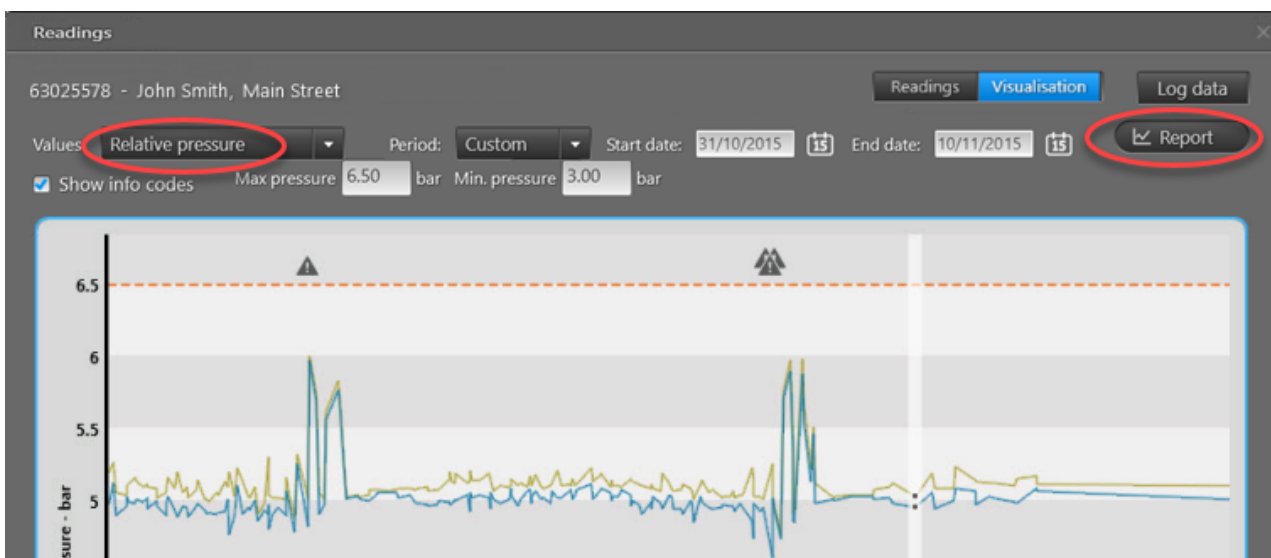 Readings
63025578 - John Smith, Main Street
Readings Visualisation Log data
Values Relative pressure Period: Custom Start date: 31/10/2015 15 End date: 10/11/2015 15 Report
Show info codes Max pressure 6.50 bar Min. pressure 3.00 bar
6.5
6
5.5
5
sure - bar